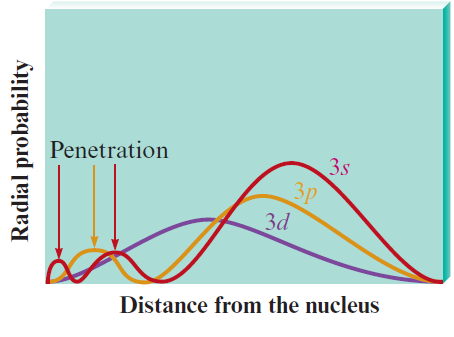 Radial probability
Penetration
3s
3p
3d
Distance from the nucleus